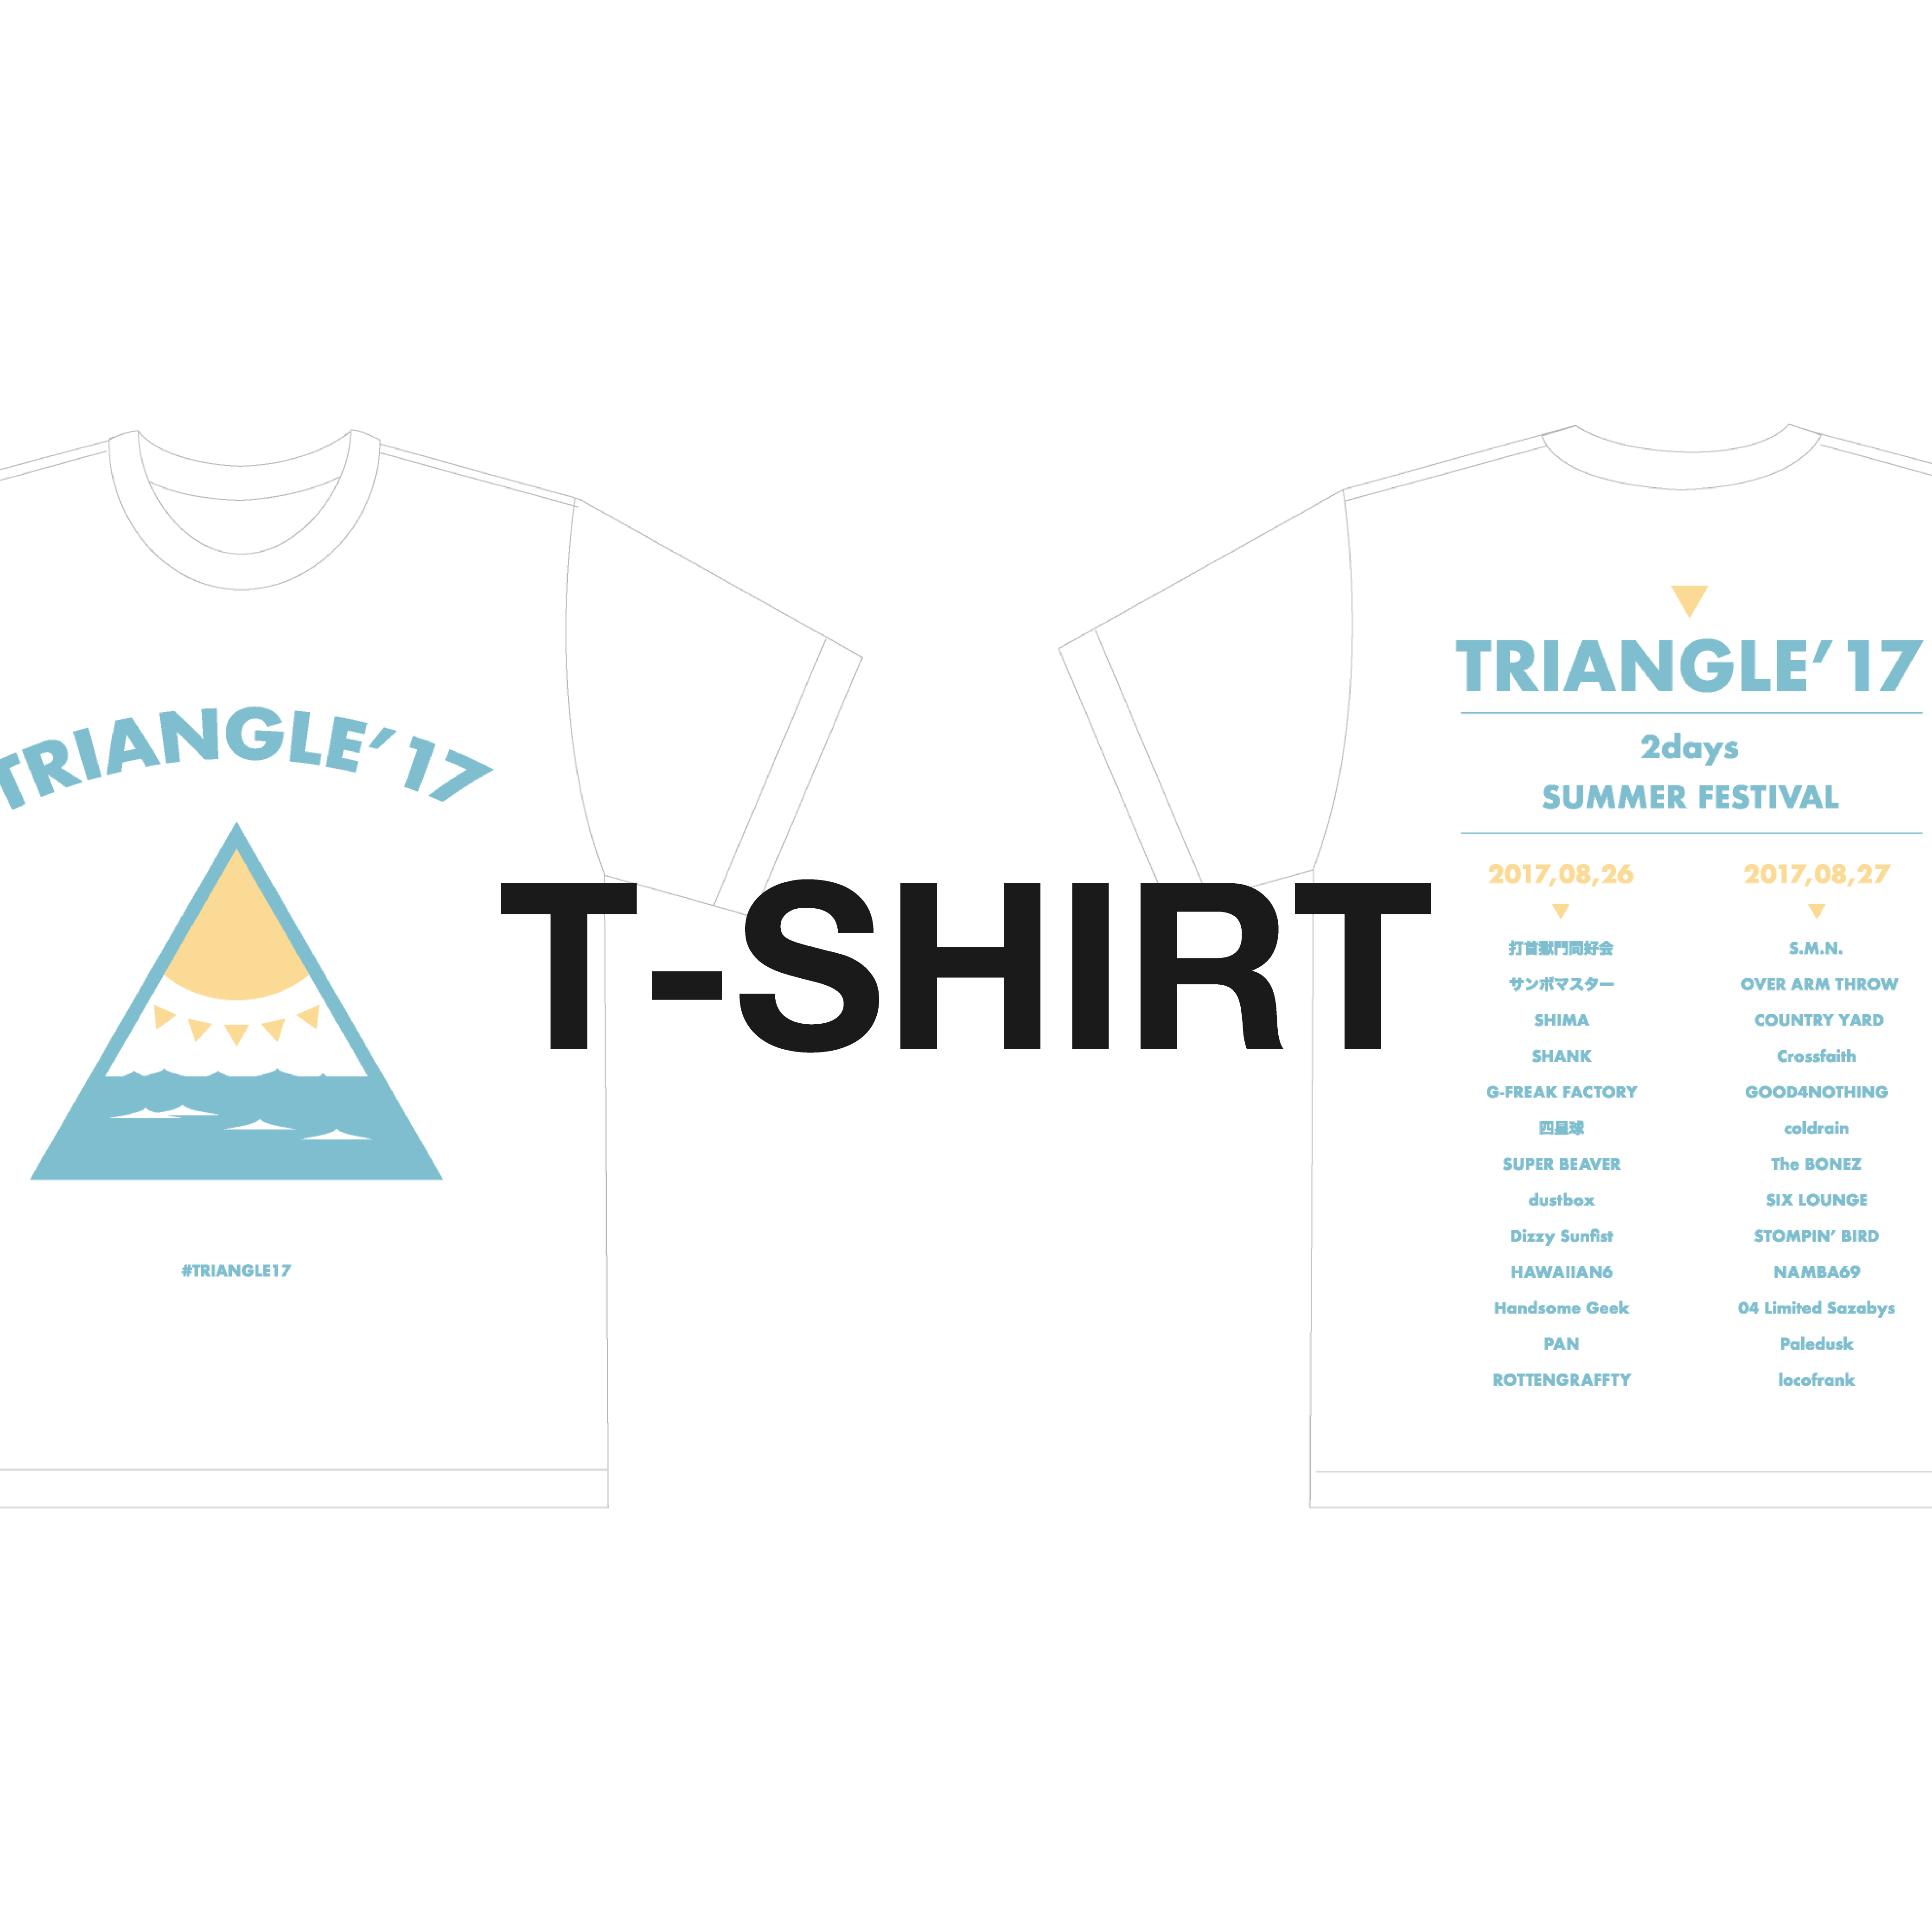 TRIANGLE'17
#TRIANGLE17
T-SHIRT
TRIANGLE'17
2days
SUMMER FESTIVAL
2017,08,26
打首獄門同好会
サンボマスター
SHIMA
SHANK
G-FREAK FACTORY
四星球
SUPER BEAVER
dustbox
Dizzy Sunfist
HAWAIIAN6
Handsome Geek
PAN
ROTTENGRAFFTY
2017,08,27
S.M.N.
OVER ARM THROW
COUNTRY YARD
Crossfaith
GOOD4NOTHING
coldrain
The BONEZ
SIX LOUNGE
STOMPIN' BIRD
NAMBA69
04 Limited Sazabys
Paledusk
locofrank